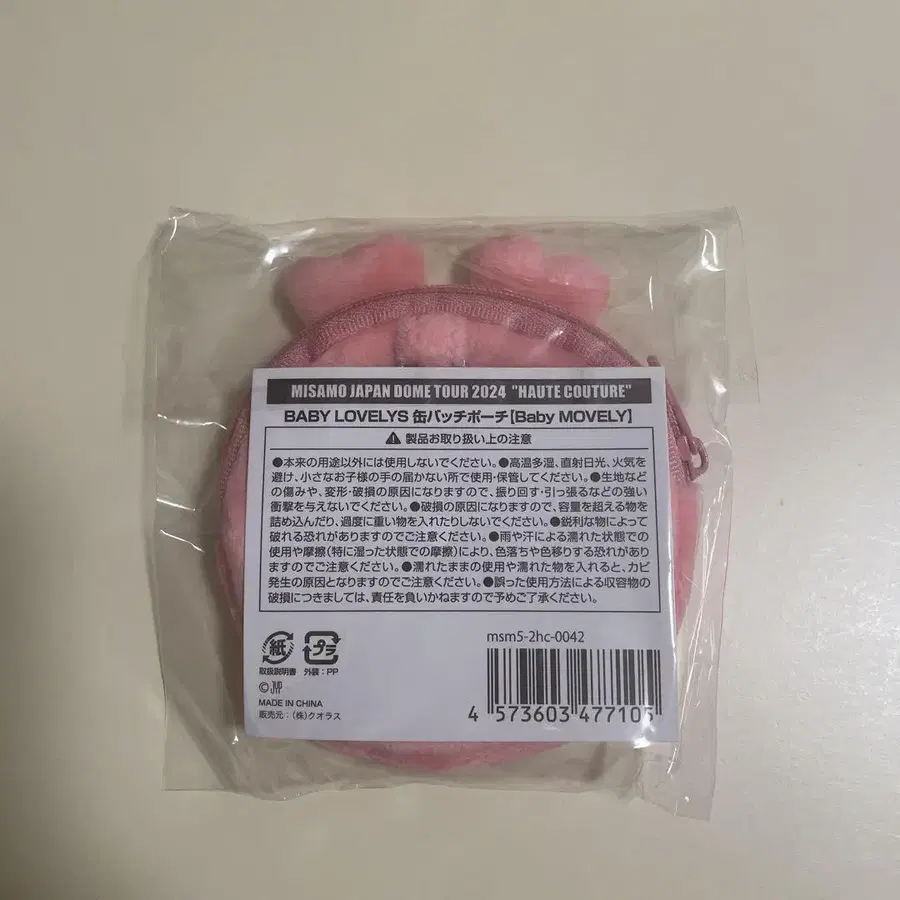 MISAMO JAPAN DOME TOUR 2024 "HAUTE COUTURE"
BABY LOVELYS 缶バッチポーチ [Baby MOVELY]
⚠ 製品お取り扱い上の注意
●本来の用途以外には使用しないでください。●高温多湿、直射日光、火気を
避け、小さなお子様の手の届かない所で使用・保管してください。●生地など
の傷みや、変形・破損の原因になりますので、振り回す・引っ張るなどの強い
衝撃を与えないでください。●破損の原因になりますので、容量を超える物を
詰め込んだり、過度に重い物を入れたりしないでください。●鋭利な物によって
破れる恐れがありますのでご注意ください。●雨や汗による濡れた状態での
使用や摩擦(特に湿った状態での摩擦)により、色落ちや色移りする恐れがあり
ますのでご注意ください。●濡れたままの使用や濡れた物を入れると、カビ
発生の原因となりますのでご注意ください。●誤った使用方法による収容物の
破損につきましては、責任を負いかねますので予めご了承ください。
紙 プラ
取扱説明書 外装:PP
© JYP
MADE IN CHINA
販売元:(株)クオラス
msm5-2hc-0042
4 573603 477105